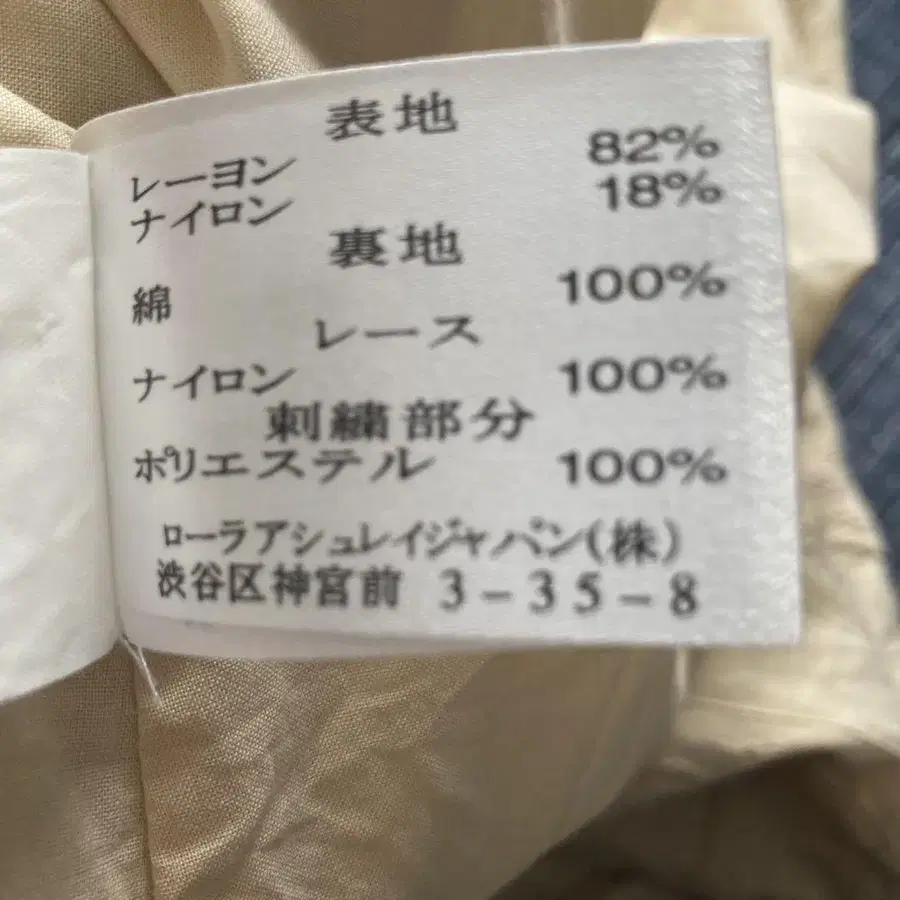 表地
レーヨン 82%
ナイロン 18%
裏地
綿 100%
レース
ナイロン 100%
刺繍部分
ポリエステル 100%
ローラアシュレイジャパン(株)
渋谷区神宮前 3-35-8